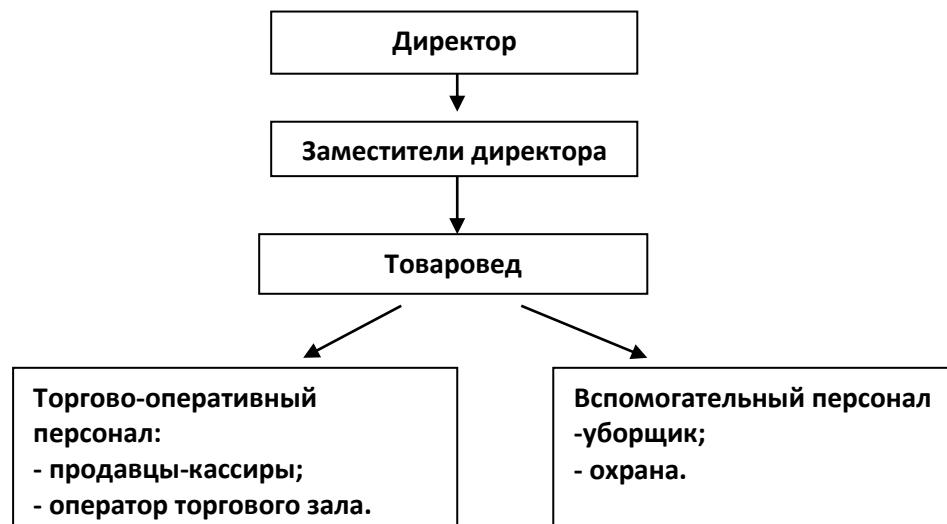 Директор
Заместители директора
Товаровед
Торгово-оперативный
персонал:
- продавцы-кассиры;
- оператор торгового зала.
Вспомогательный персонал
-уборщик;
- охрана.